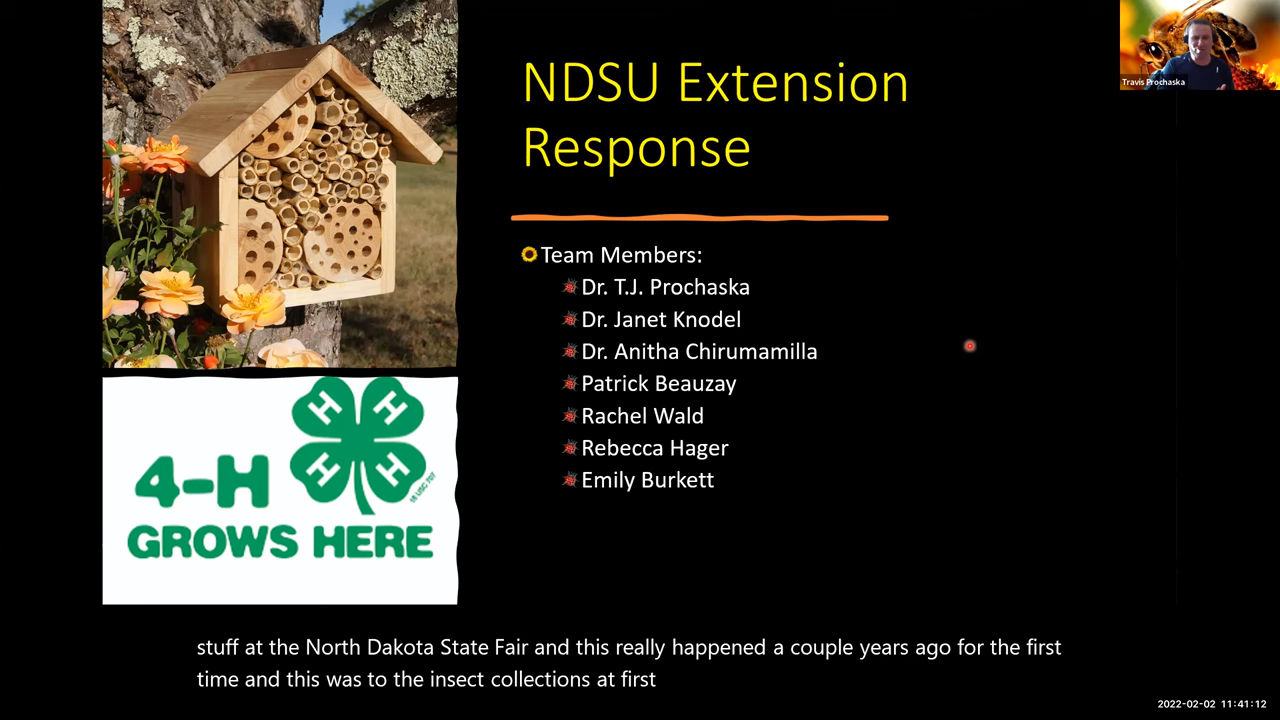 NDSU Extension
Response
Travis Prochaska
Team Members:
Dr. T.J. Prochaska
Dr. Janet Knodel
Dr. Anitha Chirumamilla
Patrick Beauzay
Rachel Wald
Rebecca Hager
Emily Burkett
H H
H H
4-H
18 USC 707
GROWS HERE
stuff at the North Dakota State Fair and this really happened a couple years ago for the first
time and this was to the insect collections at first
2022-02-02 11:41:12